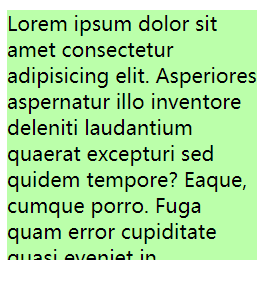 Lorem ipsum dolor sit
amet consectetur
adipisicing elit. Asperiores
aspernatur illo inventore
deleniti laudantium
quaerat excepturi sed
quidem tempore? Eaque,
cumque porro. Fuga
quam error cupiditate
quasi eveniet in